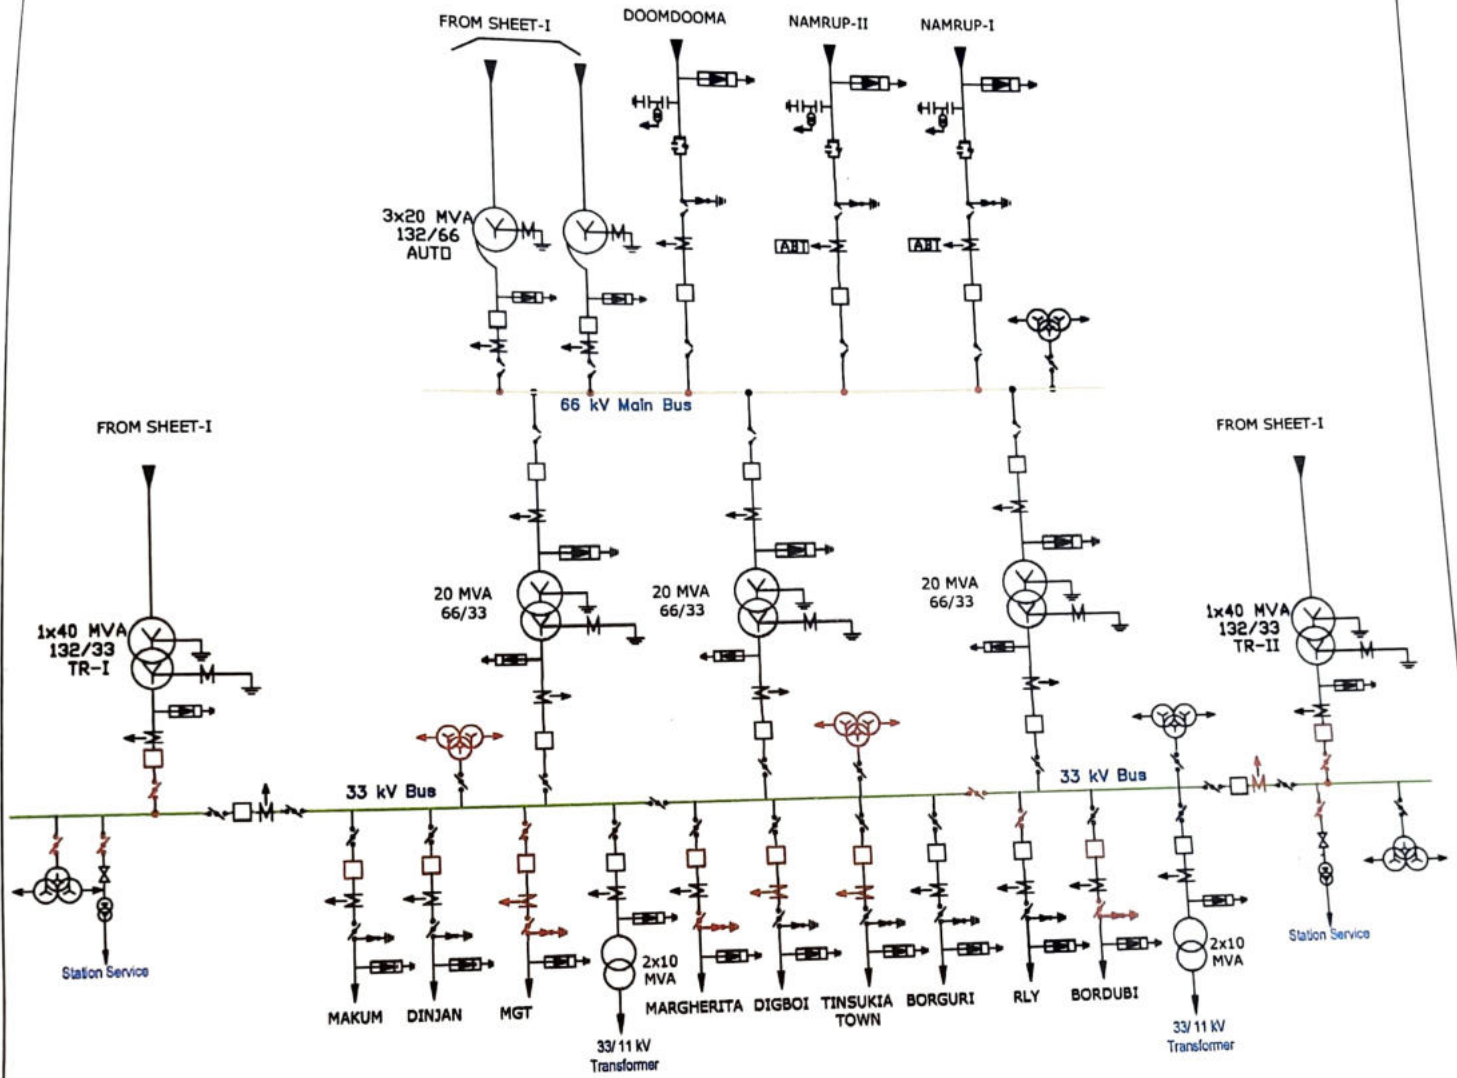 FROM SHEET-I
DOOMDOOMA
NAMRUP-II
NAMRUP-I
3x20 MVA
132/66
AUTO
ABT
ABT
66 kV Main Bus
FROM SHEET-I
FROM SHEET-I
20 MVA
66/33
20 MVA
66/33
20 MVA
66/33
1x40 MVA
132/33
TR-I
1x40 MVA
132/33
TR-II
33 kV Bus
33 kV Bus
Station Service
Station Service
2x10
MVA
2x10
MVA
MAKUM
DINJAN
MGT
MARGHERITA
DIGBOI
TINSUKIA
TOWN
BORGURI
RLY
BORDUBI
33/11 kV
Transformer
33/11 kV
Transformer